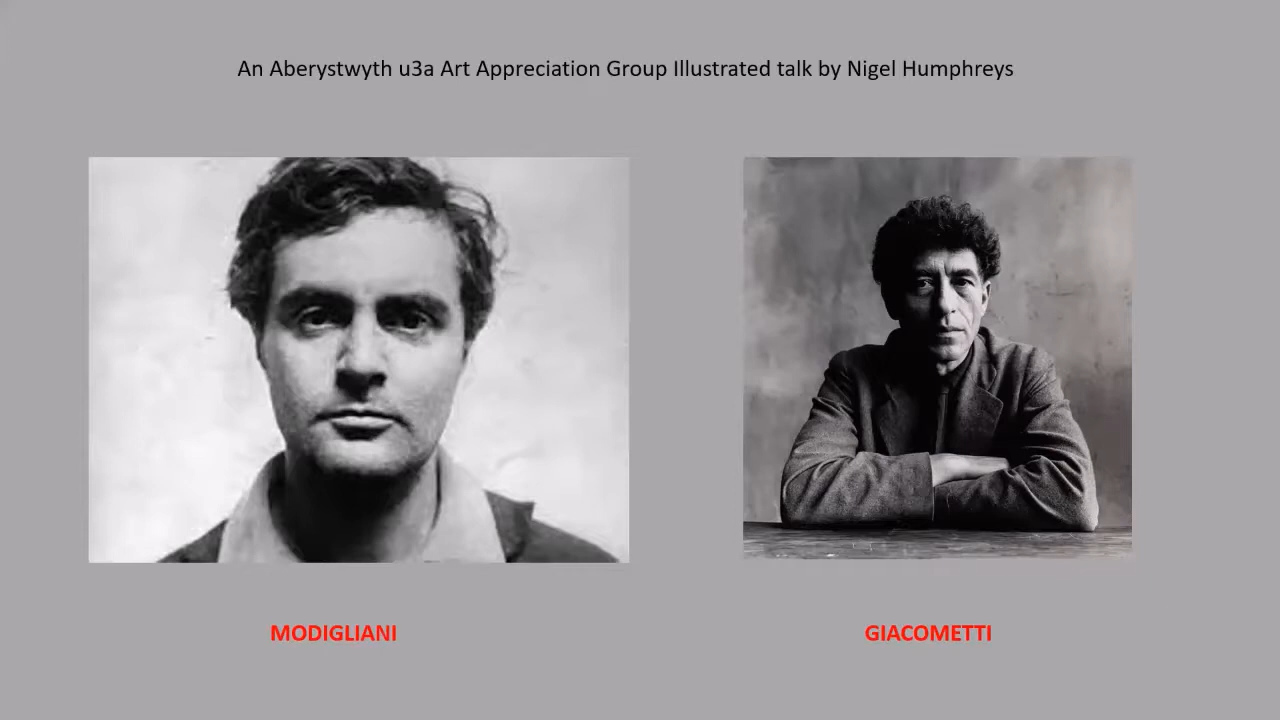 An Aberystwyth u3a Art Appreciation Group Illustrated talk by Nigel Humphreys
MODIGLIANI
GIACOMETTI